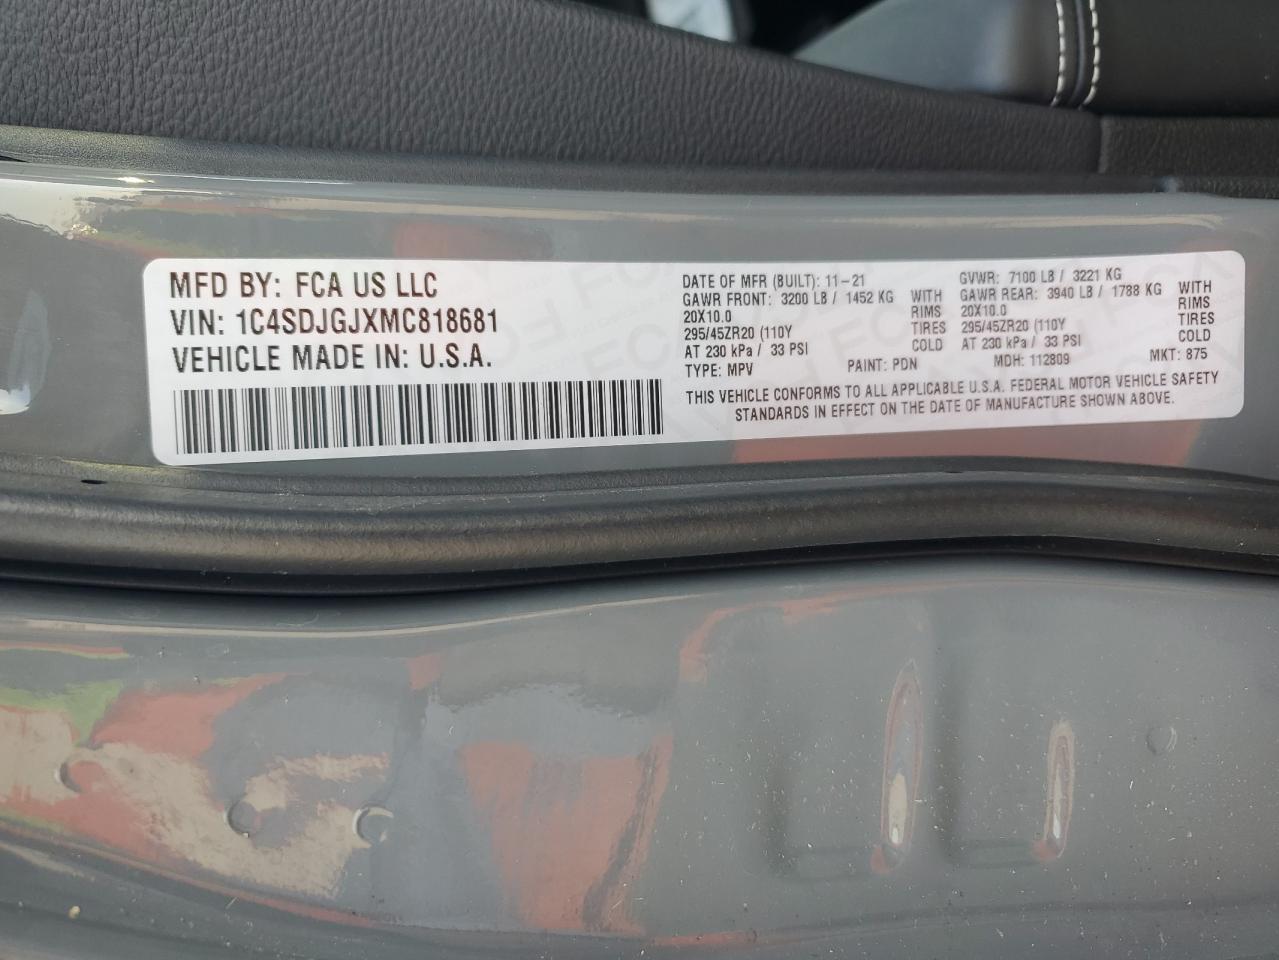 MFD BY: FCA US LLC
VIN: 1C4SDJGJXMC818681
VEHICLE MADE IN: U.S.A.
DATE OF MFR (BUILT): 11-21 GVWR: 7100 LB / 3221 KG
GAWR FRONT: 3200 LB / 1452 KG WITH GAWR REAR: 3940 LB / 1788 KG WITH
20X10.0 RIMS 20X10.0 RIMS
295/45ZR20 (110Y TIRES 295/45ZR20 (110Y TIRES
AT 230 kPa / 33 PSI COLD AT 230 kPa / 33 PSI COLD
TYPE: MPV PAINT: PDN MDH: 112809 MKT: 875
THIS VEHICLE CONFORMS TO ALL APPLICABLE U.S.A. FEDERAL MOTOR VEHICLE SAFETY
STANDARDS IN EFFECT ON THE DATE OF MANUFACTURE SHOWN ABOVE.